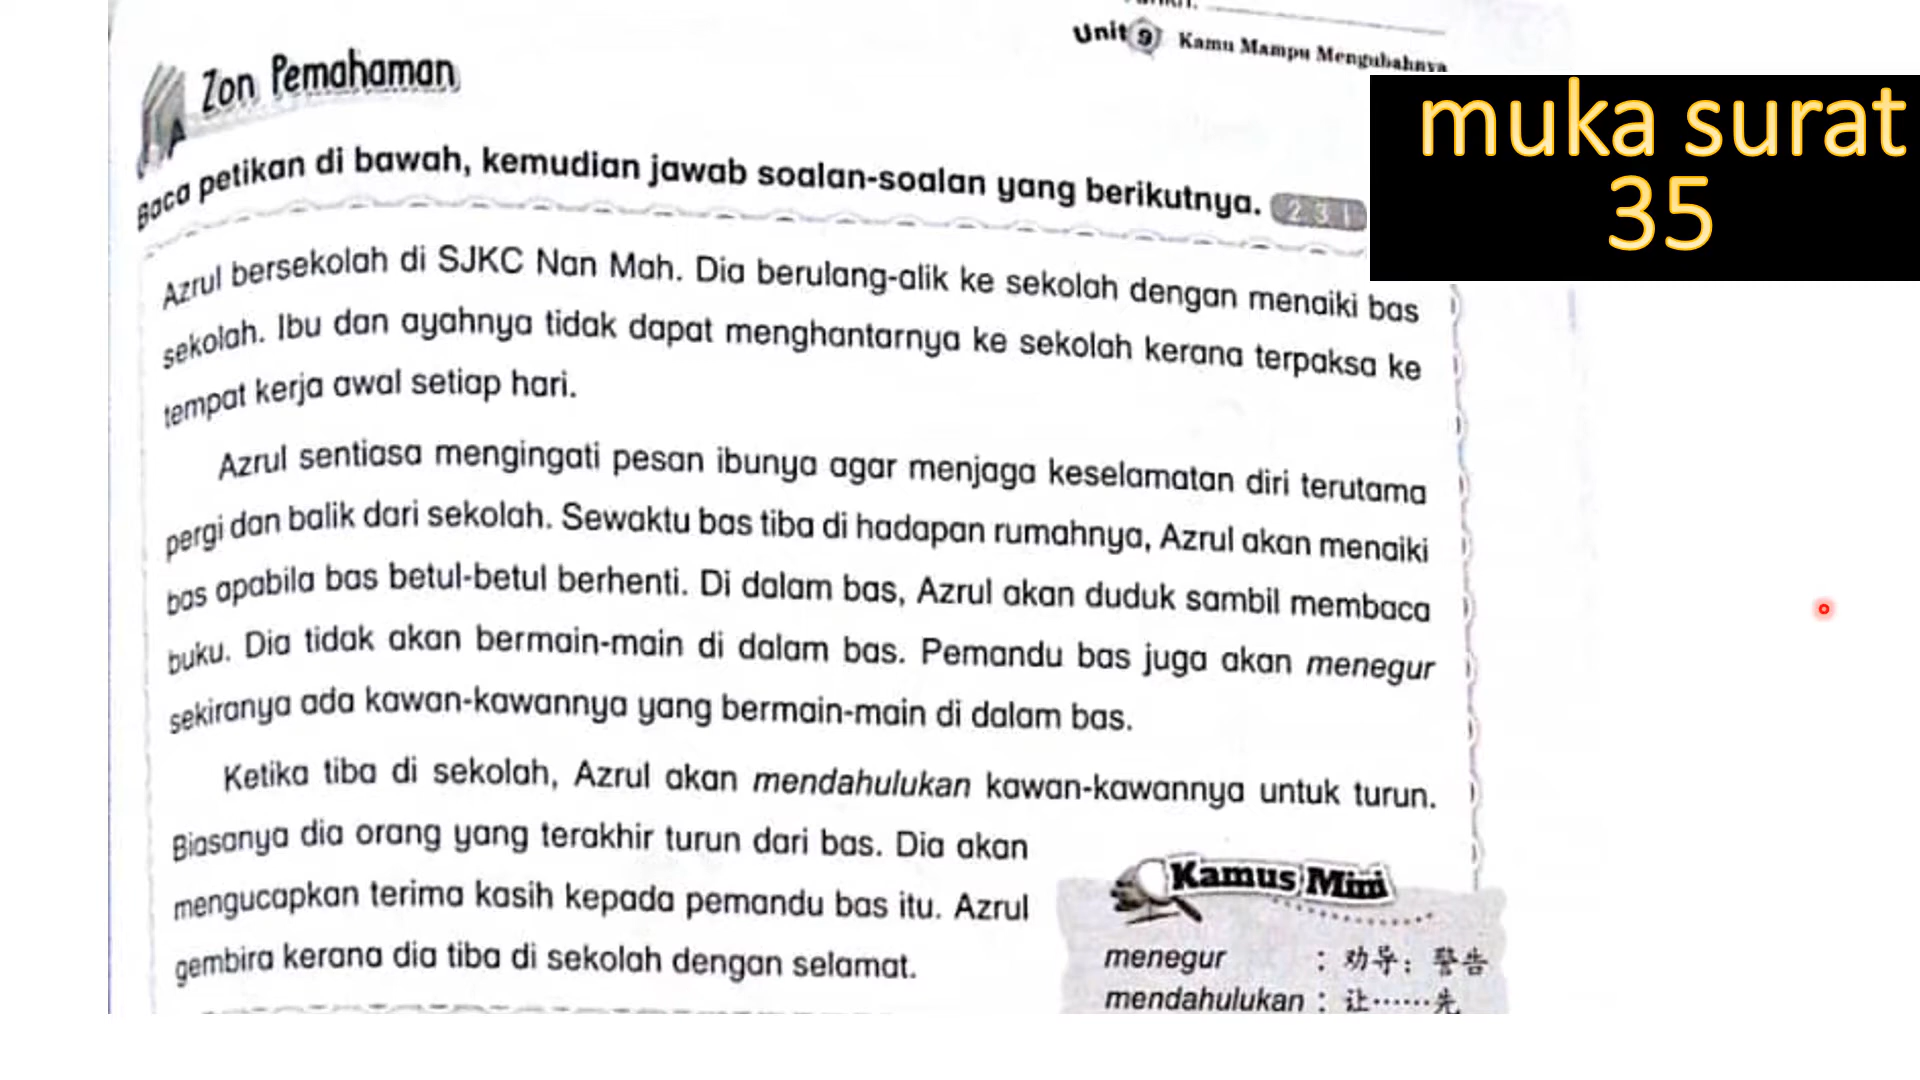 Unit 9 Kamu Mampu Mengubahnya
Zon Pemahaman
muka surat
35
A
Baca petikan di bawah, kemudian jawab soalan-soalan yang berikutnya. 2 3 1
Azrul bersekolah di SJKC Nan Mah. Dia berulang-alik ke sekolah dengan menaiki bas
sekolah. Ibu dan ayahnya tidak dapat menghantarnya ke sekolah kerana terpaksa ke
tempat kerja awal setiap hari.
Azrul sentiasa mengingati pesan ibunya agar menjaga keselamatan diri terutama
pergi dan balik dari sekolah. Sewaktu bas tiba di hadapan rumahnya, Azrul akan menaiki
bas apabila bas betul-betul berhenti. Di dalam bas, Azrul akan duduk sambil membaca
buku. Dia tidak akan bermain-main di dalam bas. Pemandu bas juga akan menegur
sekiranya ada kawan-kawannya yang bermain-main di dalam bas.
Ketika tiba di sekolah, Azrul akan mendahulukan kawan-kawannya untuk turun.
Biasanya dia orang yang terakhir turun dari bas. Dia akan
mengucapkan terima kasih kepada pemandu bas itu. Azrul
gembira kerana dia tiba di sekolah dengan selamat.
Kamus Mini
menegur : 劝导；警告
mendahulukan : 让……先